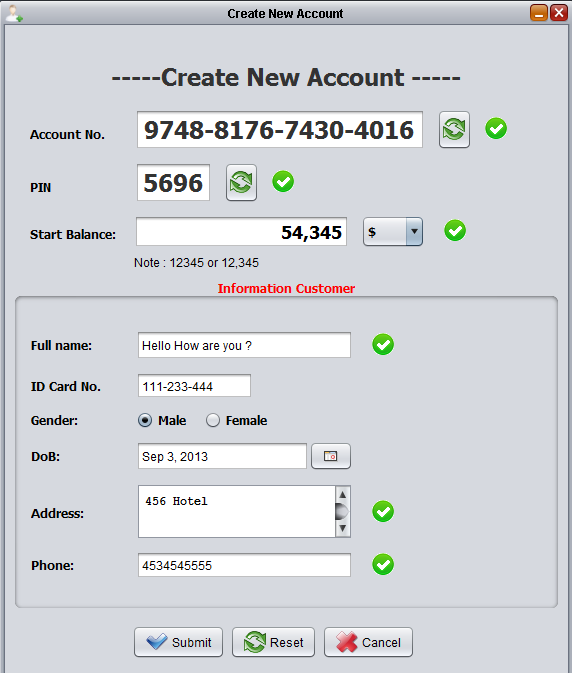 Create New Account
-----Create New Account -----
Account No. 9748-8176-7430-4016
PIN 5696
Start Balance: 54,345 $
Note : 12345 or 12,345
Information Customer
Full name: Hello How are you ?
ID Card No. 111-233-444
Gender: Male Female
DoB: Sep 3, 2013
Address: 456 Hotel
Phone: 4534545555
Submit Reset Cancel